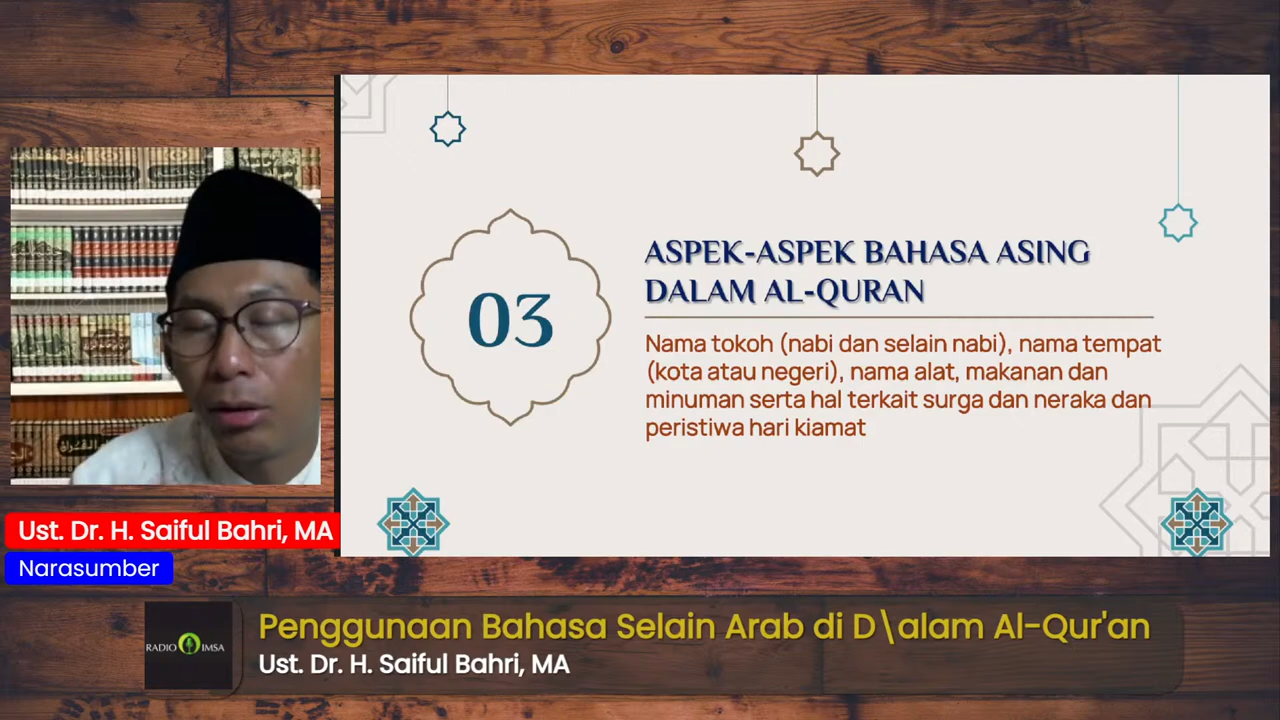 03
ASPEK-ASPEK BAHASA ASING
DALAM AL-QURAN
Nama tokoh (nabi dan selain nabi), nama tempat
(kota atau negeri), nama alat, makanan dan
minuman serta hal terkait surga dan neraka dan
peristiwa hari kiamat
Ust. Dr. H. Saiful Bahri, MA
Narasumber
RADIO IMSA
Penggunaan Bahasa Selain Arab di D\alam Al-Qur'an
Ust. Dr. H. Saiful Bahri, MA